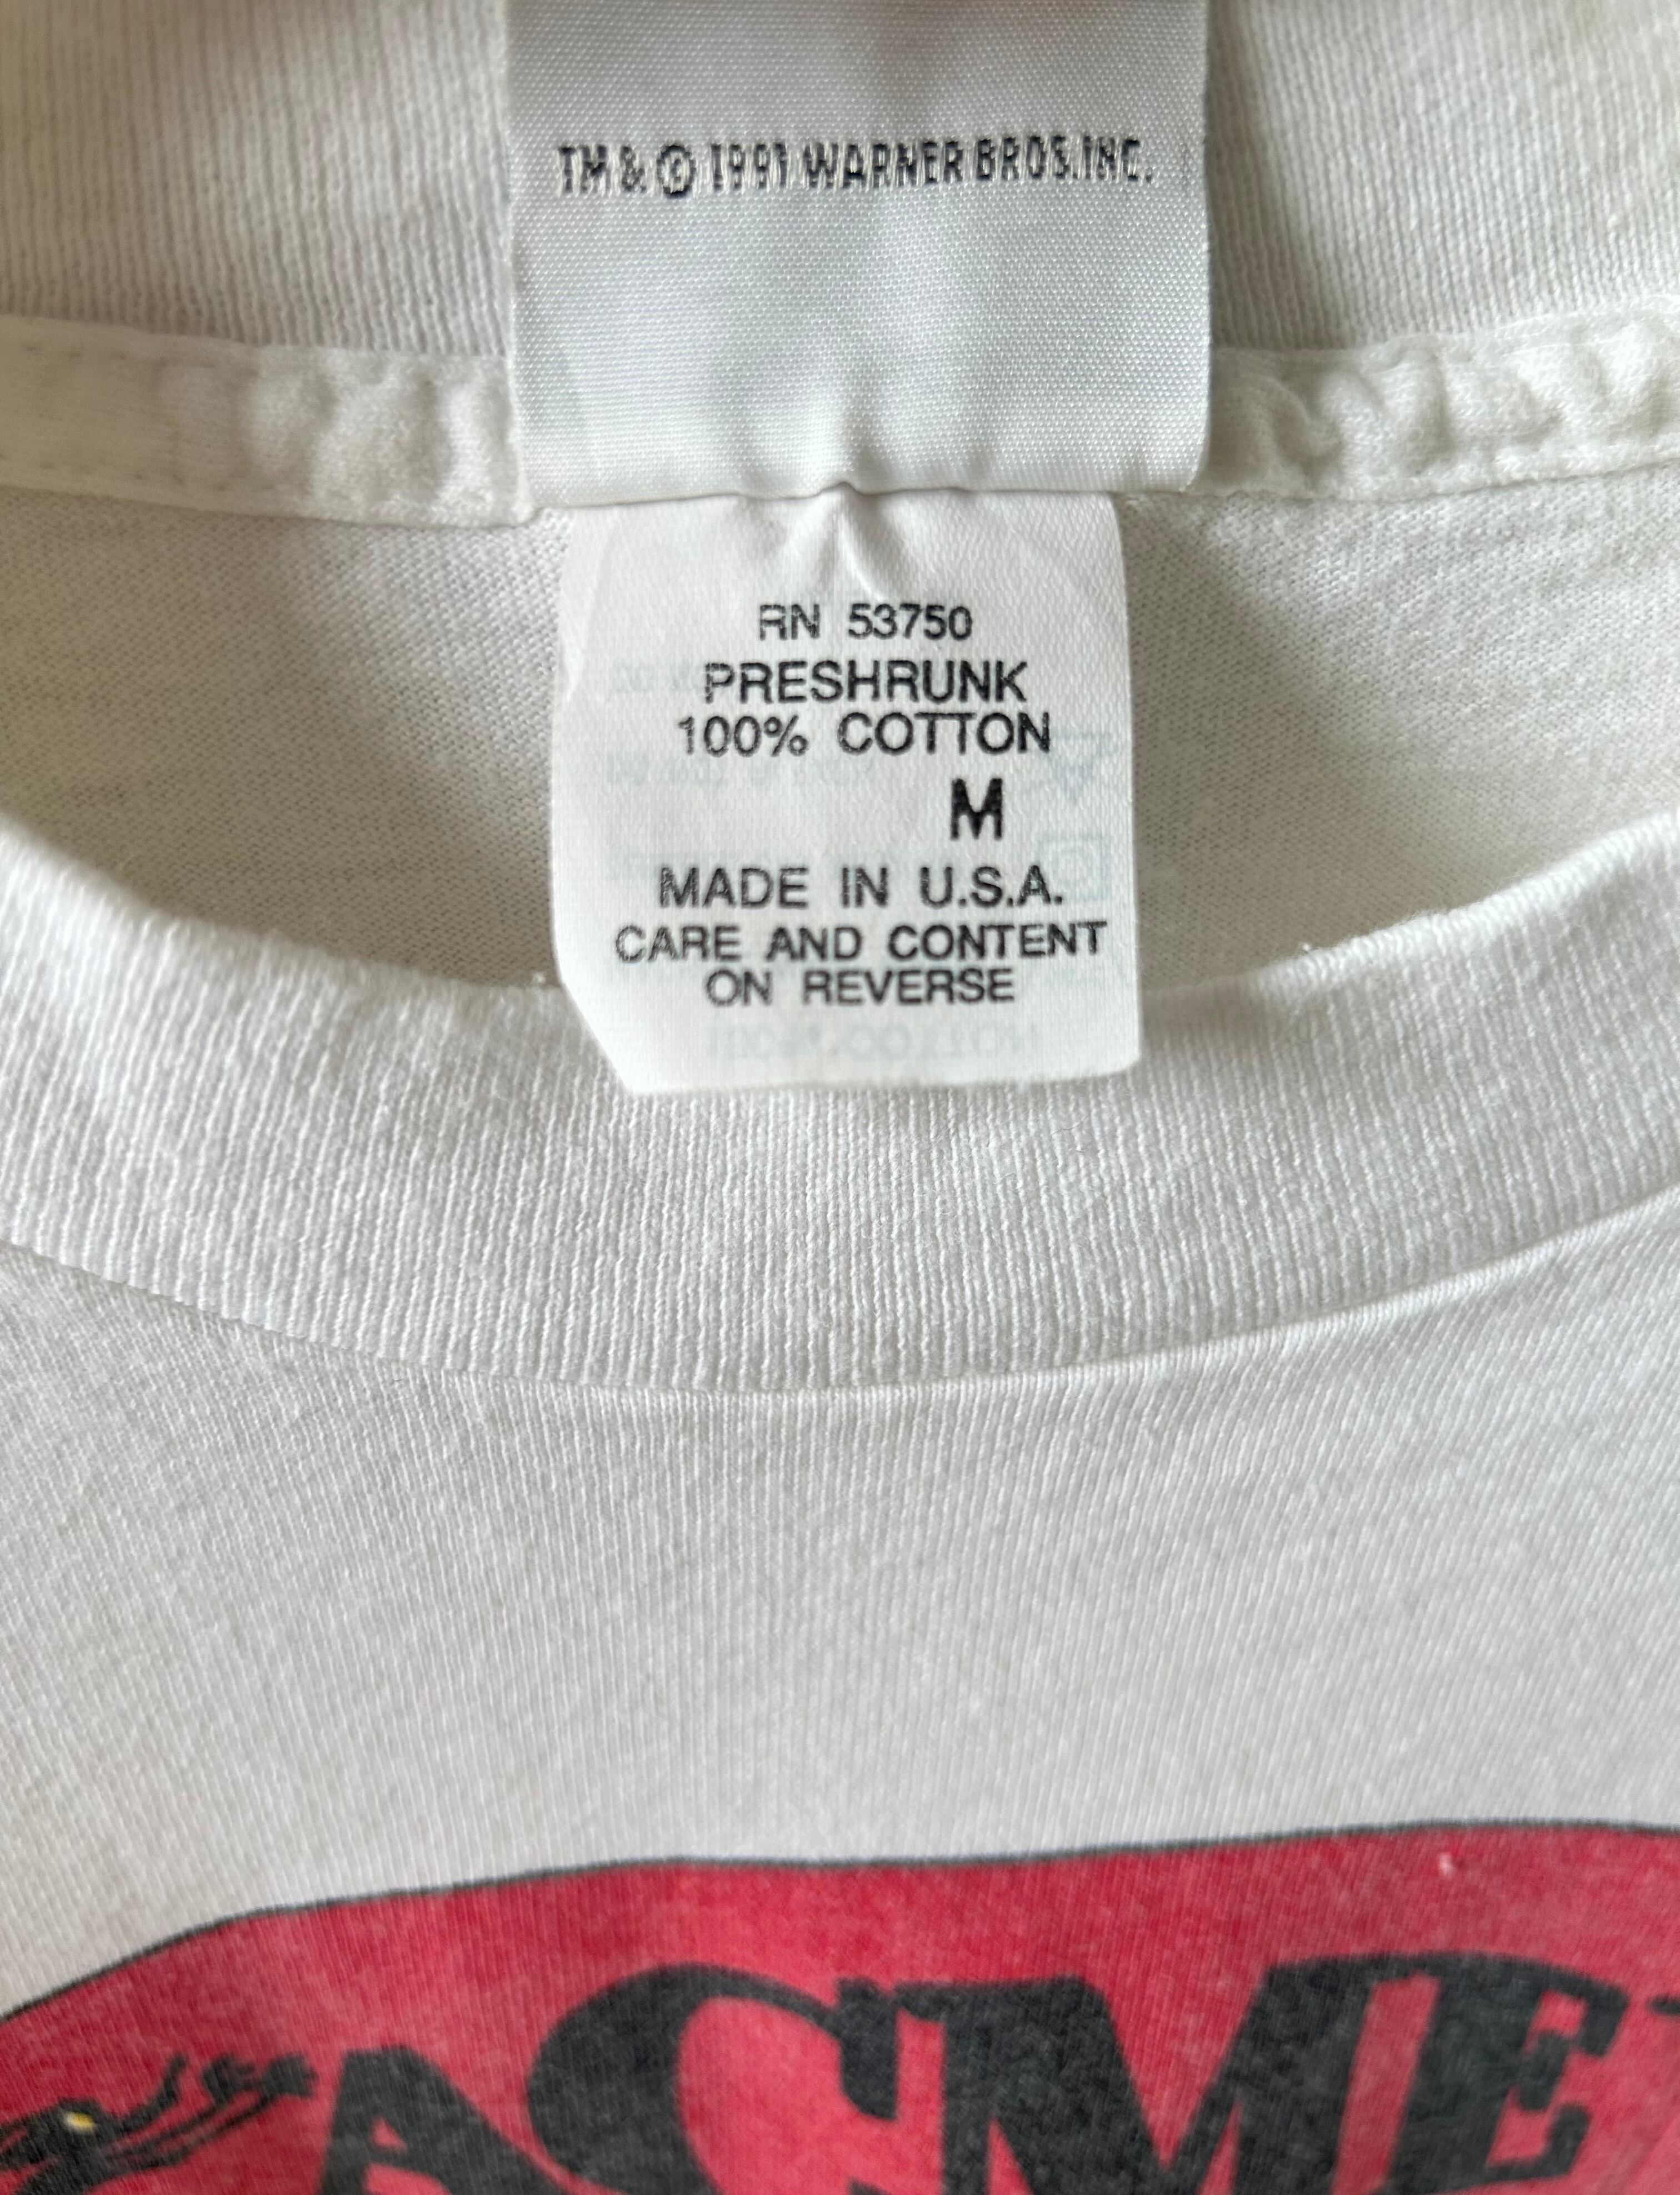 TM & © 1991 WARNER BROS.INC.
RN 53750
PRESHRUNK
100% COTTON
M
MADE IN U.S.A.
CARE AND CONTENT
ON REVERSE
ACME